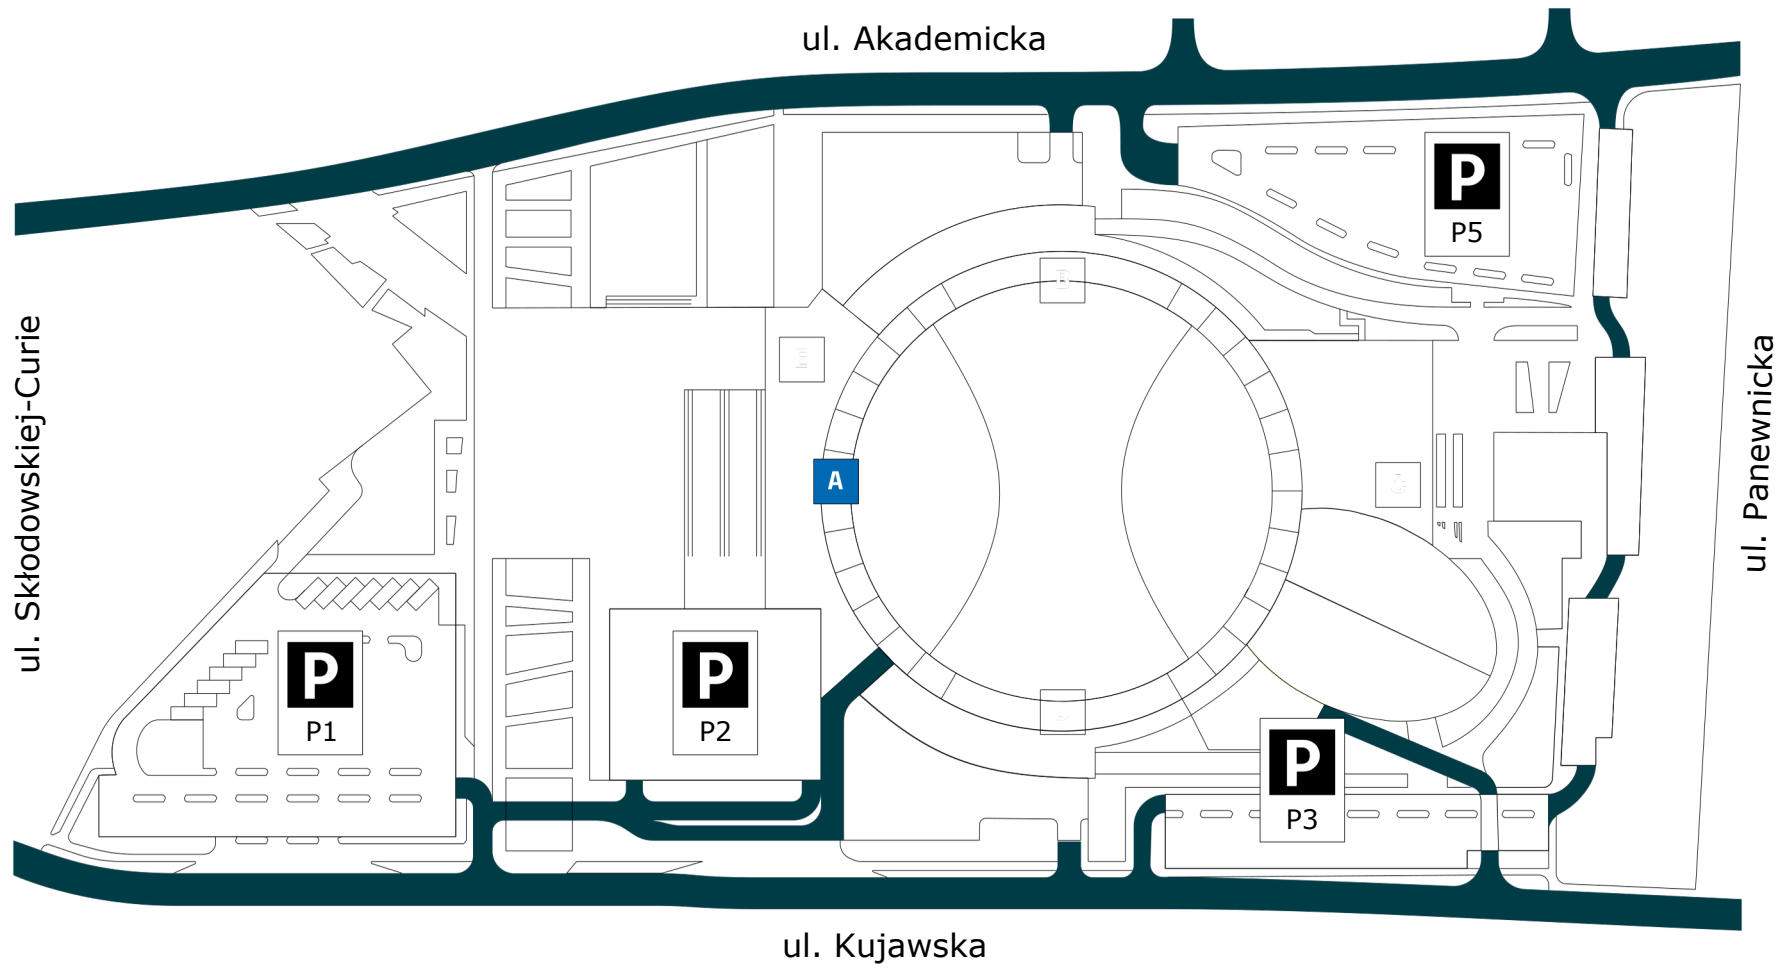 ul. Akademicka
P
P5
B
ul. Skłodowskiej-Curie
ul. Panewnicka
A
P
P1
P
P2
P
P3
ul. Kujawska